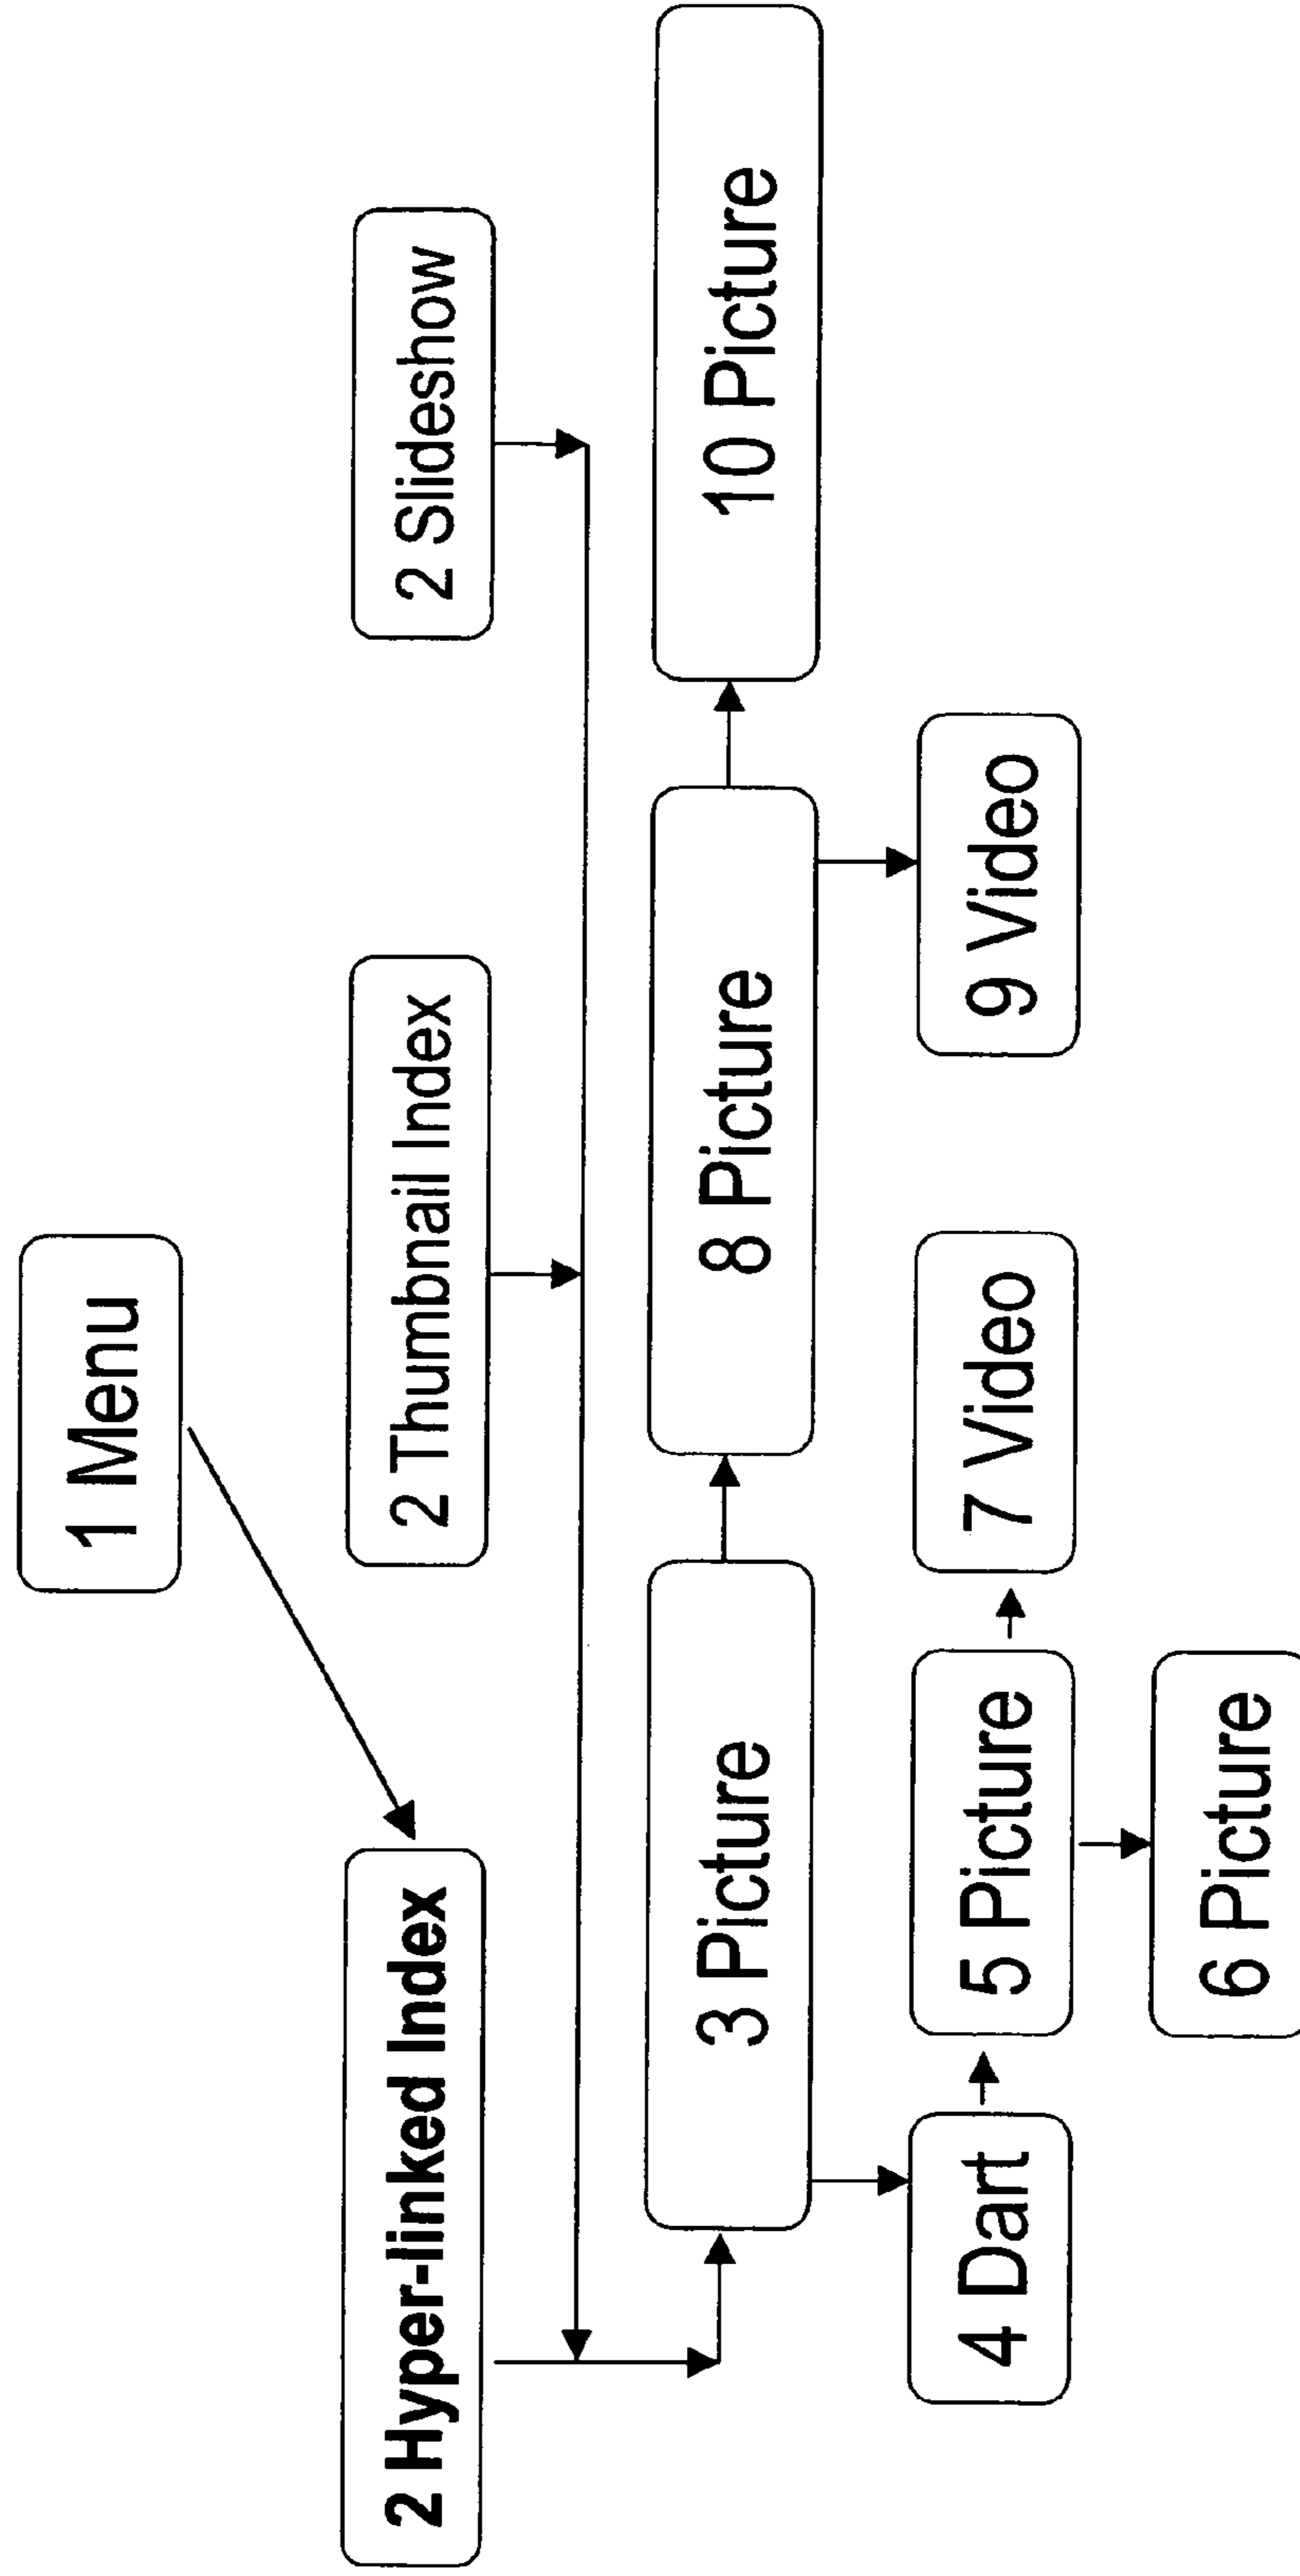 1 Menu
2 Hyper-linked Index
2 Thumbnail Index
2 Slideshow
3 Picture
8 Picture
10 Picture
4 Dart
5 Picture
7 Video
9 Video
6 Picture